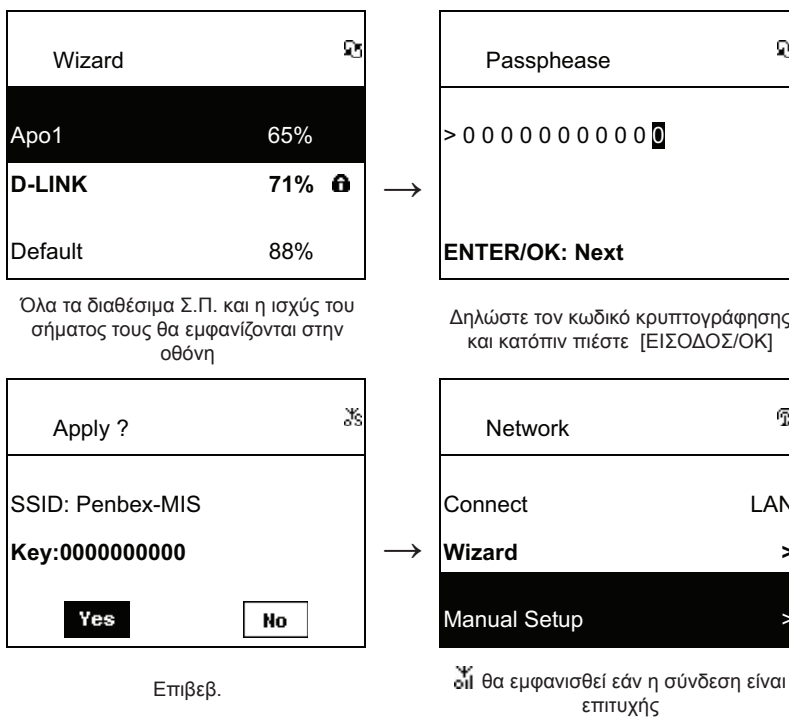 Wizard
Apo1 65%
D-LINK 71%
Default 88%
Όλα τα διαθέσιμα Σ.Π. και η ισχύς του
σήματος τους θα εμφανίζονται στην
οθόνη
→
Passphease
> 0 0 0 0 0 0 0 0 0 0 0
ENTER/OK: Next
Δηλώστε τον κωδικό κρυπτογράφησης
και κατόπιν πιέστε [ΕΙΣΟΔΟΣ/OK]
Apply ?
SSID: Penbex-MIS
Key:0000000000
Yes No
Επιβεβ.
→
Network
Connect LAN
Wizard >
Manual Setup >
θα εμφανισθεί εάν η σύνδεση είναι
επιτυχής